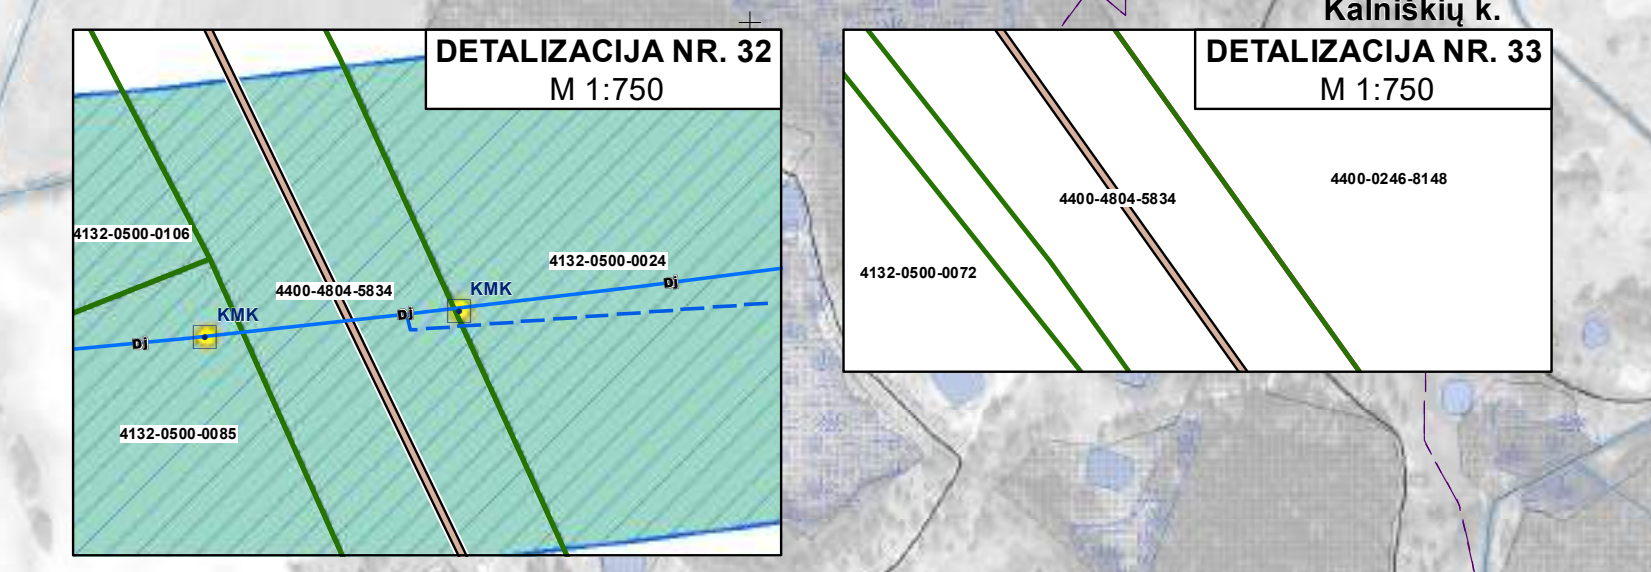 Kalniškių k.
DETALIZACIJA NR. 32
M 1:750
4132-0500-0106
4132-0500-0024
4400-4804-5834
KMK
Dj
Dj
KMK
Dj
4132-0500-0085
DETALIZACIJA NR. 33
M 1:750
4400-0246-8148
4400-4804-5834
4132-0500-0072